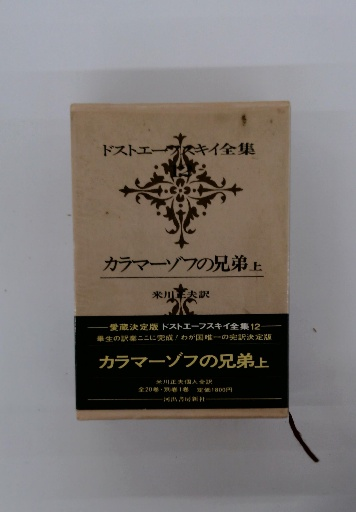 ドストエーフスキイ全集
カラマーゾフの兄弟上
米川正夫訳
愛蔵決定版 ドストエーフスキイ全集12
畢生の訳業ここに完成!わが国唯一の完訳決定版
カラマーゾフの兄弟上
米川正夫個人全訳
全20巻・別巻1巻 定価1800円
河出書房新社